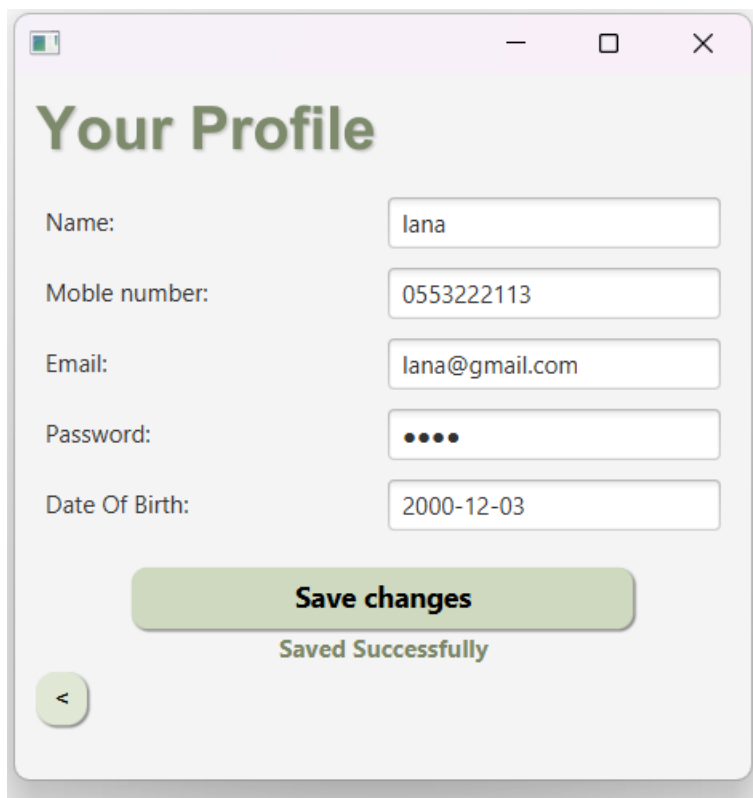 Your Profile
Name: lana
Moble number: 0553222113
Email: lana@gmail.com
Password: ●●●●
Date Of Birth: 2000-12-03
Save changes
Saved Successfully
<